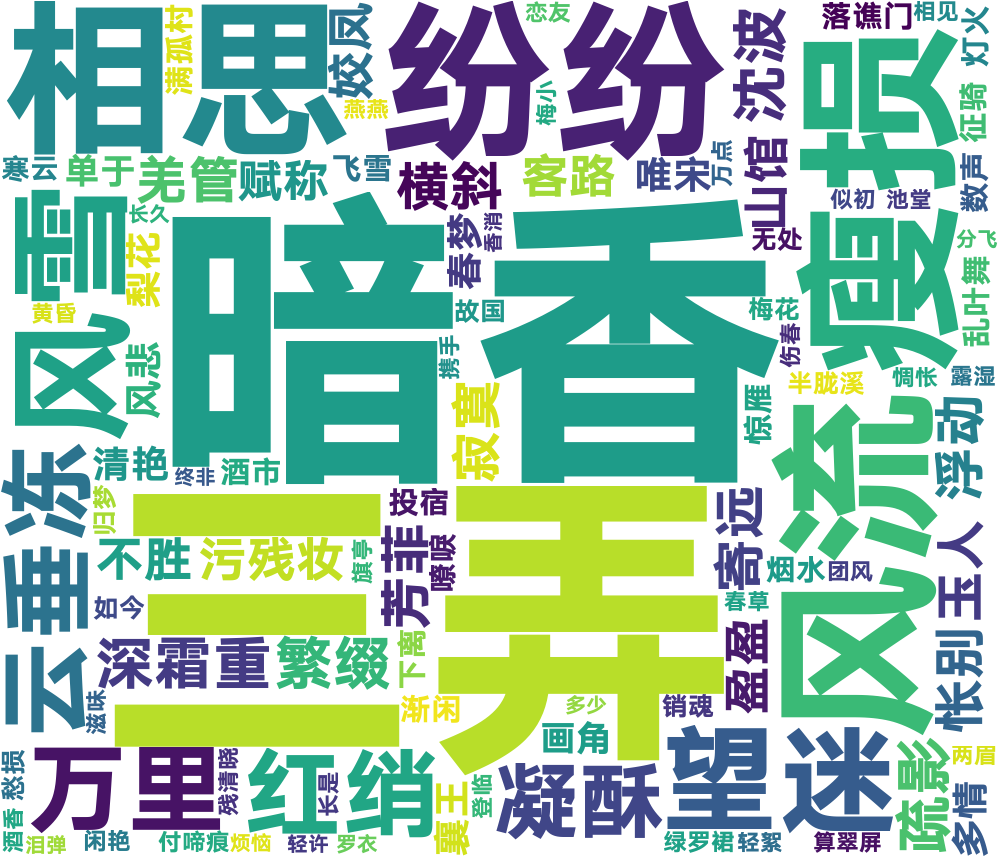 相思
满孤村
姣凤
燕燕
纷纷
恋友
梅小
沈波
落谯门
相见
灯火
瘦损
征骑
数声
寒云
单于
羌管
赋称
飞雪
横斜
客路
唯宋
万点
山馆
似初
池堂
风雪
长久
梨花
暗香
春梦
香消
故国
无处
梅花
伤春
分飞
乱叶舞
黄昏
风悲
携手
寂寞
惊雁
半胧溪
惆怅
露湿
云垂冻
清艳
终非
酒市
归梦
三弄
投宿
寄远
风流
浮动
不胜
污残妆
旗亭
芳菲
嘹唳
烟水
团风
玉人
如今
春草
深霜重
繁缀
下离
盈盈
怅别
滋味
渐闲
多少
销魂
画角
愁损
万里
残清晓
红绡
长是
襄王
登临
凝酥
望迷
疏影
两眉
多情
酒香
泪弹
闲艳
付啼痕
烦恼
轻许
罗衣
绿罗裙
轻絮
算翠屏